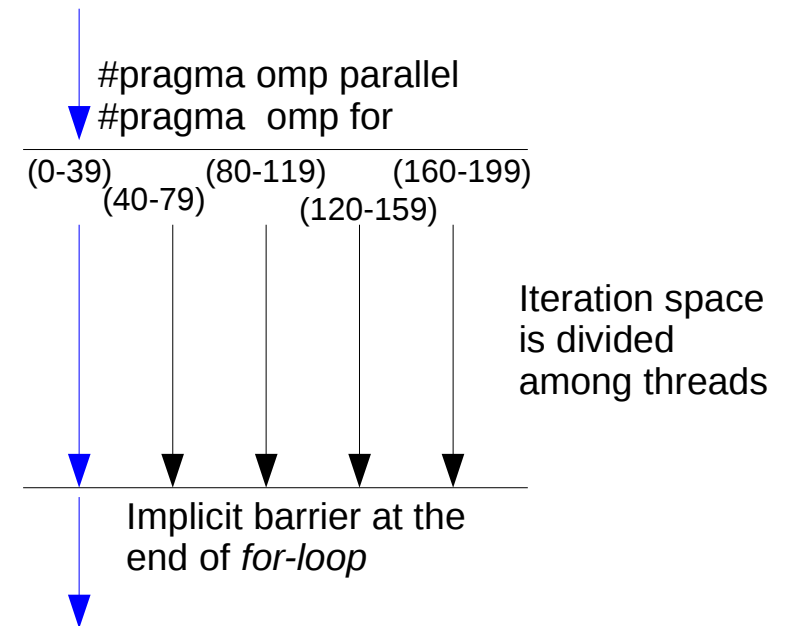 #pragma omp parallel
#pragma  omp for
(0-39)
(40-79)
(80-119)
(120-159)
(160-199)
Iteration space
is divided
among threads
Implicit barrier at the
end of for-loop